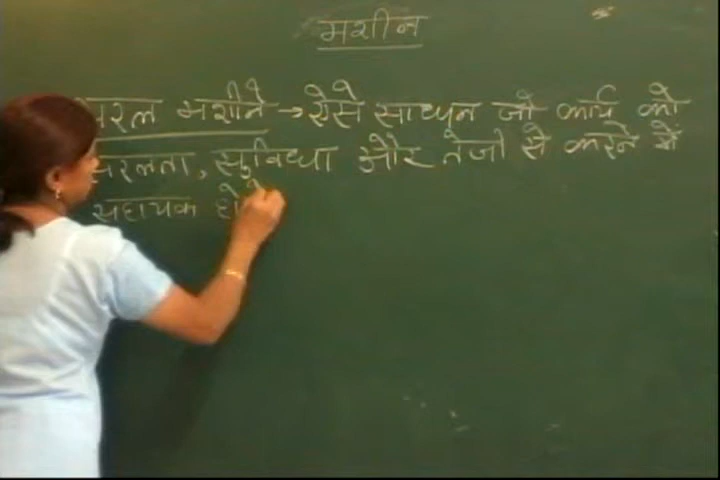 मशीन
सरल मशीने → ऐसे साधन जो कार्य को
सरलता, सुविधा और तेजी से करने में
सहायक होते